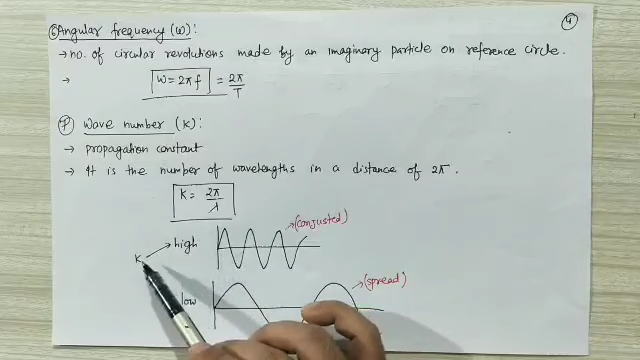 4
⑥ Angular frequency (ω):
→ no. of circular revolutions made by an imaginary particle on reference circle.
→ ω = 2πf = 2π/T
⑦ Wave number (K):
→ propagation constant
→ It is the number of wavelengths in a distance of 2π.
K = 2π/λ
(conjusted)
K → high
low
(spread)